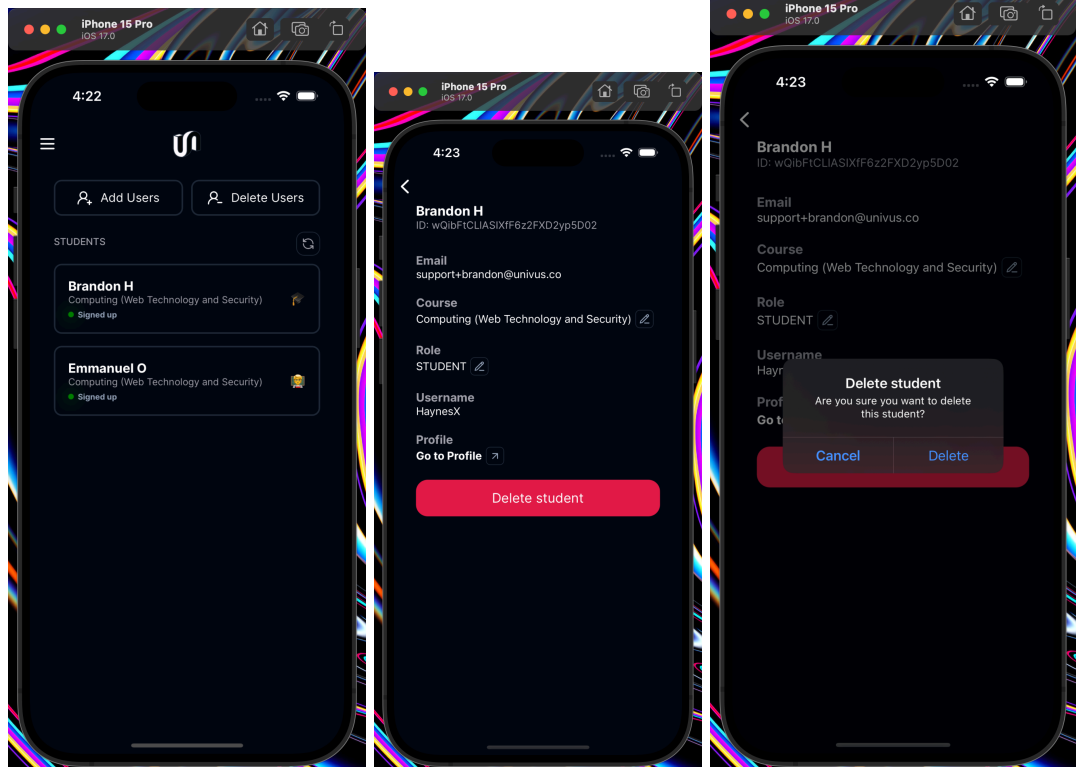 iPhone 15 Pro
iOS 17.0
4:22
Add Users
Delete Users
STUDENTS
Brandon H
Computing (Web Technology and Security)
Signed up
Emmanuel O
Computing (Web Technology and Security)
Signed up
iPhone 15 Pro
iOS 17.0
4:23
Brandon H
ID: wQibFtCLIASIXfF6z2FXD2yp5D02
Email
support+brandon@univus.co
Course
Computing (Web Technology and Security)
Role
STUDENT
Username
HaynesX
Profile
Go to Profile
Delete student
iPhone 15 Pro
iOS 17.0
4:23
Brandon H
ID: wQibFtCLIASIXfF6z2FXD2yp5D02
Email
support+brandon@univus.co
Course
Computing (Web Technology and Security)
Role
STUDENT
Username
Hayn
Prof
Go t
Delete student
Are you sure you want to delete
this student?
Cancel
Delete